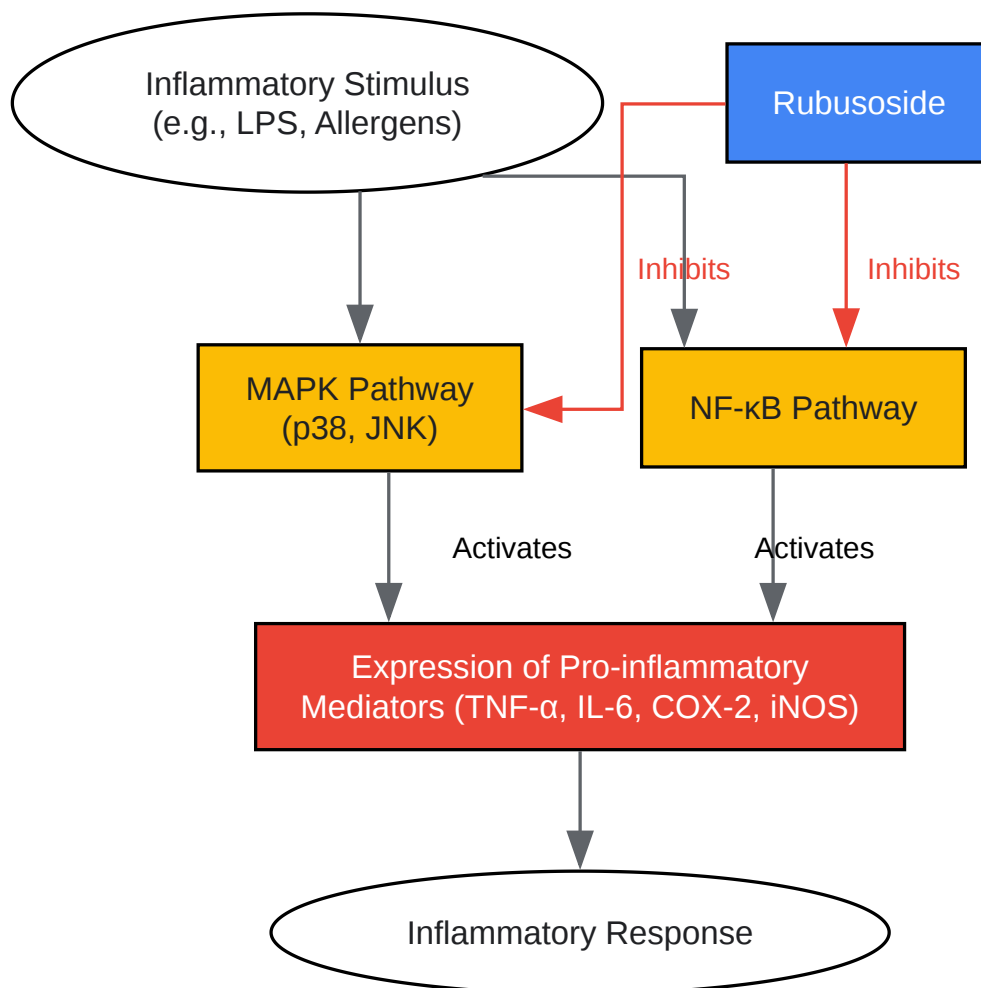 Inflammatory Stimulus
(e.g., LPS, Allergens)
Rubusoside
Inhibits
Inhibits
MAPK Pathway
(p38, JNK)
NF-κB Pathway
Activates
Activates
Expression of Pro-inflammatory
Mediators (TNF-α, IL-6, COX-2, iNOS)
Inflammatory Response